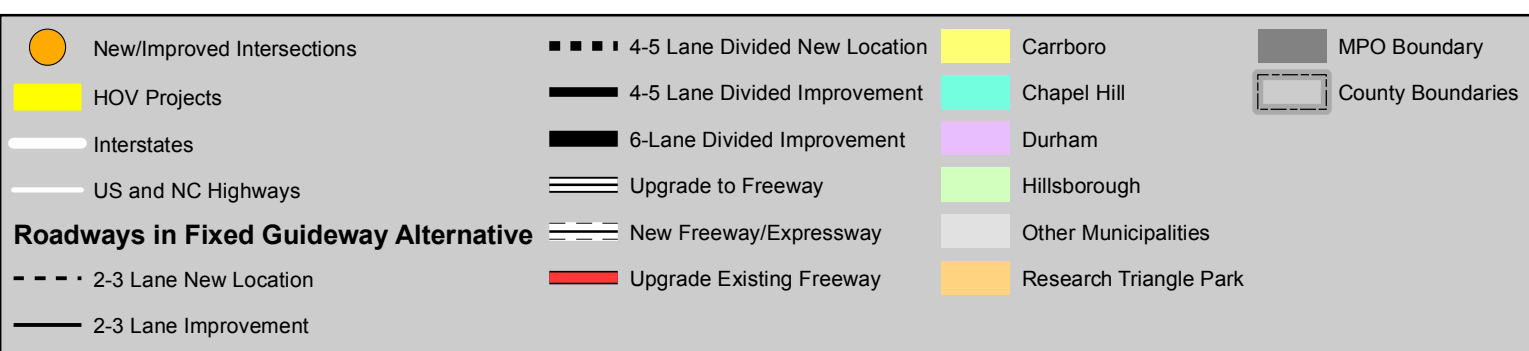 New/Improved Intersections
HOV Projects
Interstates
US and NC Highways
Roadways in Fixed Guideway Alternative
2-3 Lane New Location
2-3 Lane Improvement
4-5 Lane Divided New Location
4-5 Lane Divided Improvement
6-Lane Divided Improvement
Upgrade to Freeway
New Freeway/Expressway
Upgrade Existing Freeway
Carrboro
Chapel Hill
Durham
Hillsborough
Other Municipalities
Research Triangle Park
MPO Boundary
County Boundaries